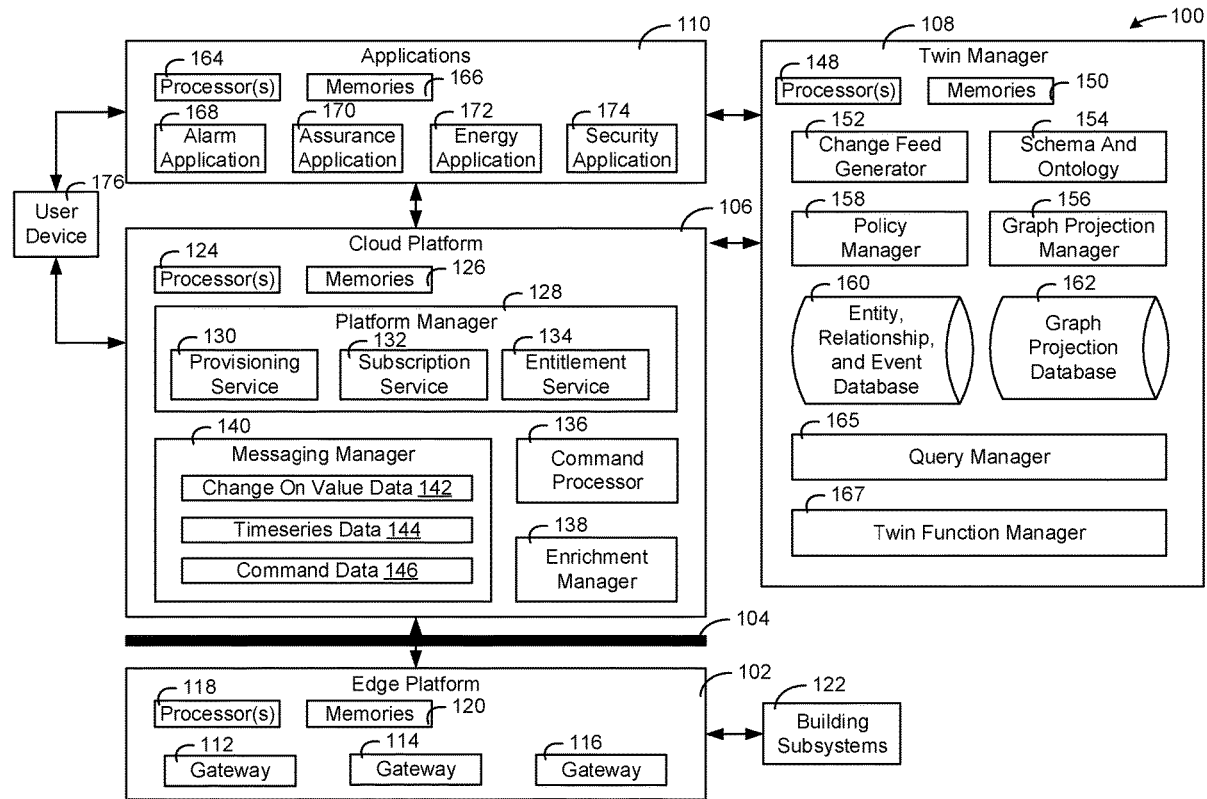 100
110
Applications
164
Processor(s)
Memories
166
168
Alarm
Application
170
Assurance
Application
172
Energy
Application
174
Security
Application
176
User
Device
106
Cloud Platform
124
Processor(s)
Memories
126
128
Platform Manager
130
Provisioning
Service
132
Subscription
Service
134
Entitlement
Service
140
Messaging Manager
Change On Value Data 142
Timeseries Data 144
Command Data 146
136
Command
Processor
138
Enrichment
Manager
104
Edge Platform
102
118
Processor(s)
Memories
120
112
Gateway
114
Gateway
116
Gateway
122
Building
Subsystems
108
Twin Manager
148
Processor(s)
Memories
150
152
Change Feed
Generator
154
Schema And
Ontology
158
Policy
Manager
156
Graph Projection
Manager
160
Entity,
Relationship,
and Event
Database
162
Graph
Projection
Database
165
Query Manager
167
Twin Function Manager